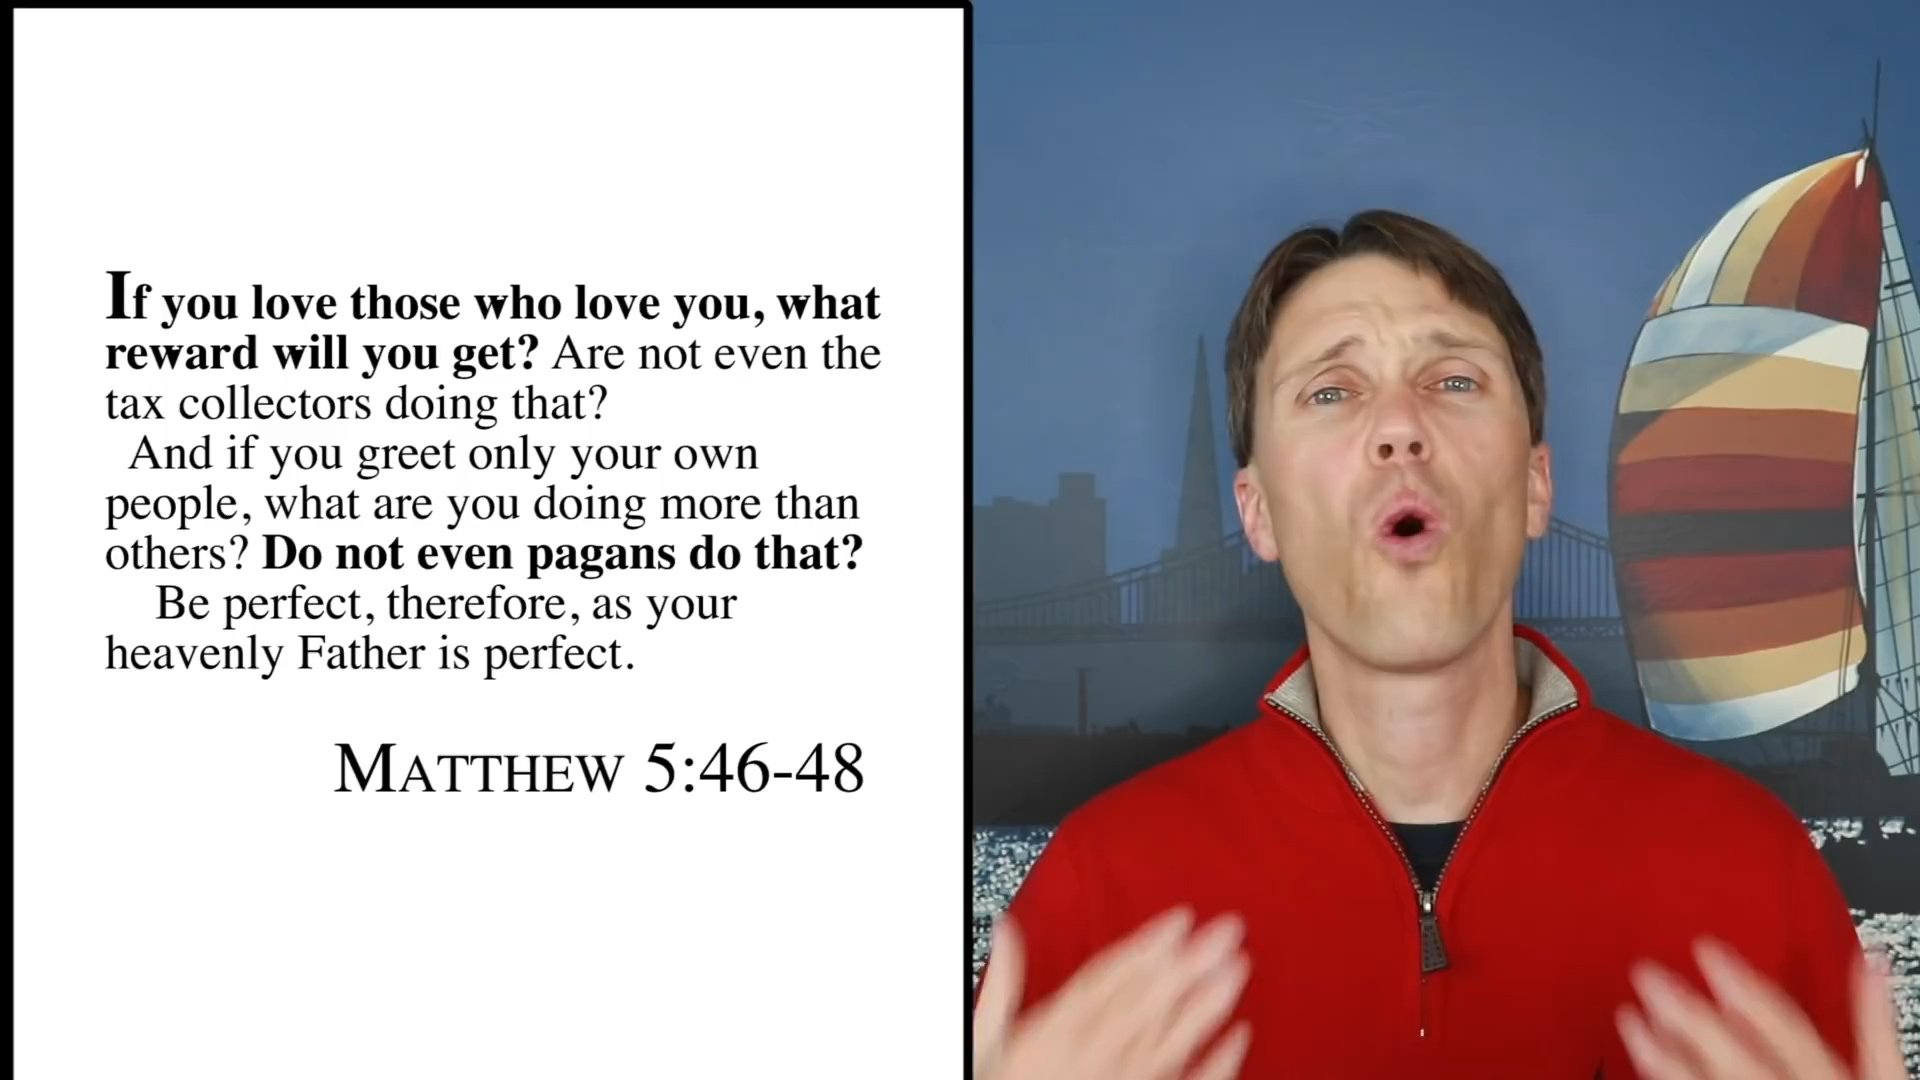 If you love those who love you, what
reward will you get? Are not even the
tax collectors doing that?
And if you greet only your own
people, what are you doing more than
others? Do not even pagans do that?
Be perfect, therefore, as your
heavenly Father is perfect.
MATTHEW 5:46-48